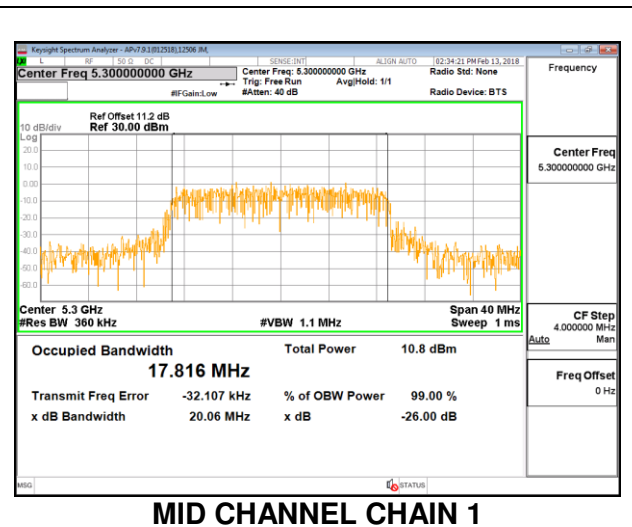 Keysight Spectrum Analyzer - APv7.9.1(012518),12506 JM,
L RF 50 Ω DC SENSE:INT ALIGN AUTO 02:34:21 PM Feb 13, 2018
Center Freq 5.300000000 GHz
Center Freq: 5.300000000 GHz
Radio Std: None
Trig: Free Run
Avg|Hold: 1/1
#IFGain:Low
#Atten: 40 dB
Radio Device: BTS
Frequency
Ref Offset 11.2 dB
10 dB/div
Ref 30.00 dBm
Log
20.0
10.0
0.00
-10.0
-20.0
-30.0
-40.0
-50.0
-60.0
Center Freq
5.300000000 GHz
Center 5.3 GHz
Span 40 MHz
#Res BW 360 kHz
#VBW 1.1 MHz
Sweep 1 ms
CF Step
4.000000 MHz
Auto Man
Occupied Bandwidth
Total Power 10.8 dBm
17.816 MHz
Freq Offset
0 Hz
Transmit Freq Error -32.107 kHz
% of OBW Power 99.00 %
x dB Bandwidth 20.06 MHz
x dB -26.00 dB
MSG
STATUS
MID CHANNEL CHAIN 1